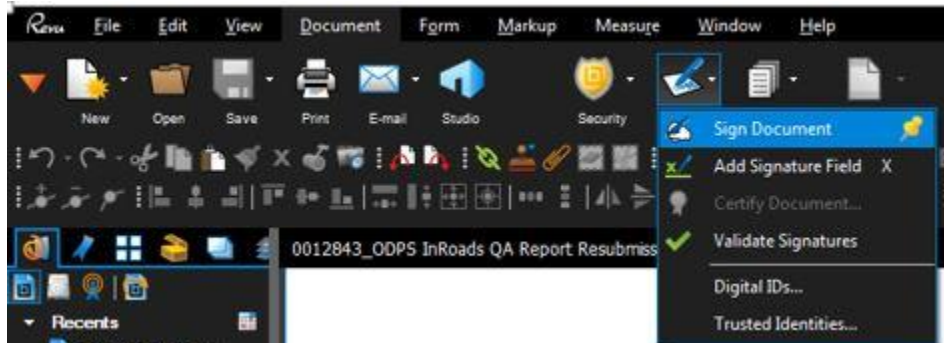 Revu File Edit View Document Form Markup Measure Window Help
New Open Save Print E-mail Studio Security
Sign Document
Add Signature Field X
Certify Document...
Validate Signatures
0012843_ODPS InRoads QA Report Resubmiss
Digital IDs...
Recents
Trusted Identities...